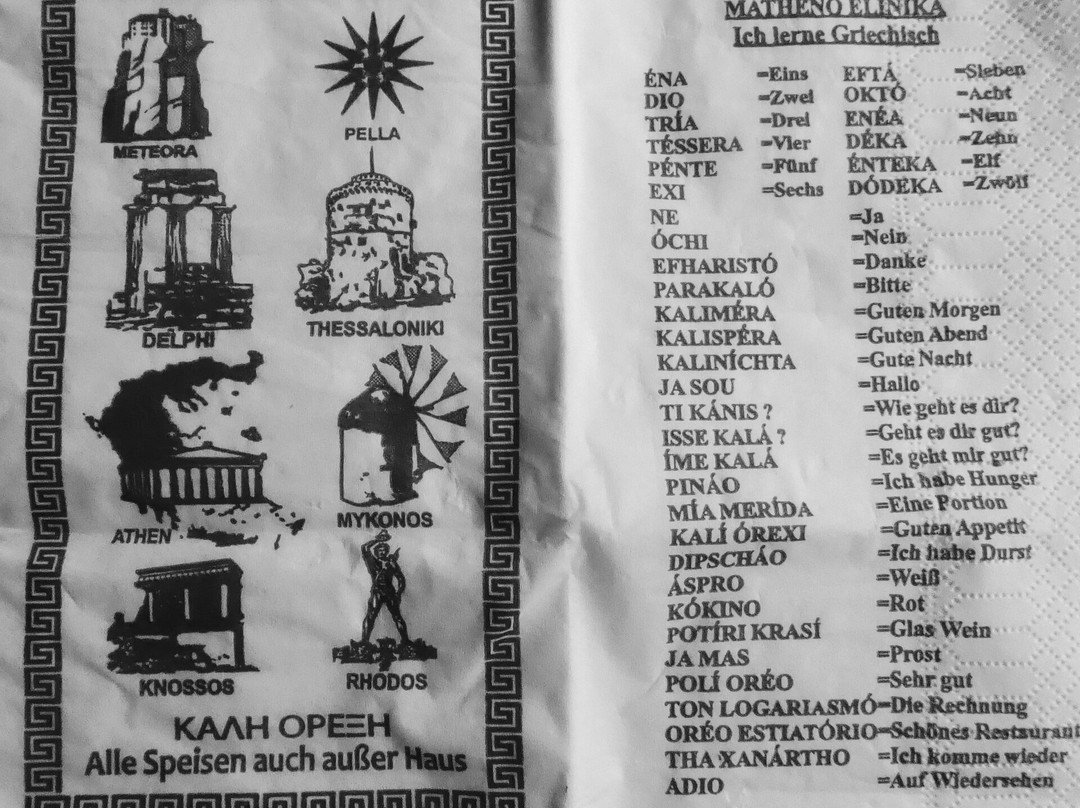 METEORA
PELLA
DELPHI
THESSALONIKI
ATHEN
MYKONOS
KNOSSOS
RHODOS
ΚΑΛΗ ΟΡΕΞΗ
Alle Speisen auch außer Haus
MATHENO ELINIKA
Ich lerne Griechisch
ÉNA =Eins EFTÁ =Sieben
DIO =Zwei OKTÓ =Acht
TRÍA =Drei ENÉA =Neun
TÉSSERA =Vier DÉKA =Zehn
PÉNTE =Fünf ÉNTEKA =Elf
EXI =Sechs DÓDEKA =Zwölf
NE =Ja
ÓCHI =Nein
EFHARISTÓ =Danke
PARAKALÓ =Bitte
KALIMÉRA =Guten Morgen
KALISPÉRA =Guten Abend
KALINÍCHTA =Gute Nacht
JA SOU =Hallo
TI KÁNIS ? =Wie geht es dir?
ISSE KALÁ ? =Geht es dir gut?
ÍME KALÁ =Es geht mir gut?
PINÁO =Ich habe Hunger
MÍA MERÍDA =Eine Portion
KALÍ ÓREXI =Guten Appetit
DIPSCHÁO =Ich habe Durst
ÁSPRO =Weiß
KÓKINO =Rot
POTÍRI KRASÍ =Glas Wein
JA MAS =Prost
POLÍ ORÉO =Sehr gut
TON LOGARIASMÓ=Die Rechnung
ORÉO ESTIATÓRIO=Schönes Restaurant
THA XANÁRTHO =Ich komme wieder
ADIO =Auf Wiedersehen